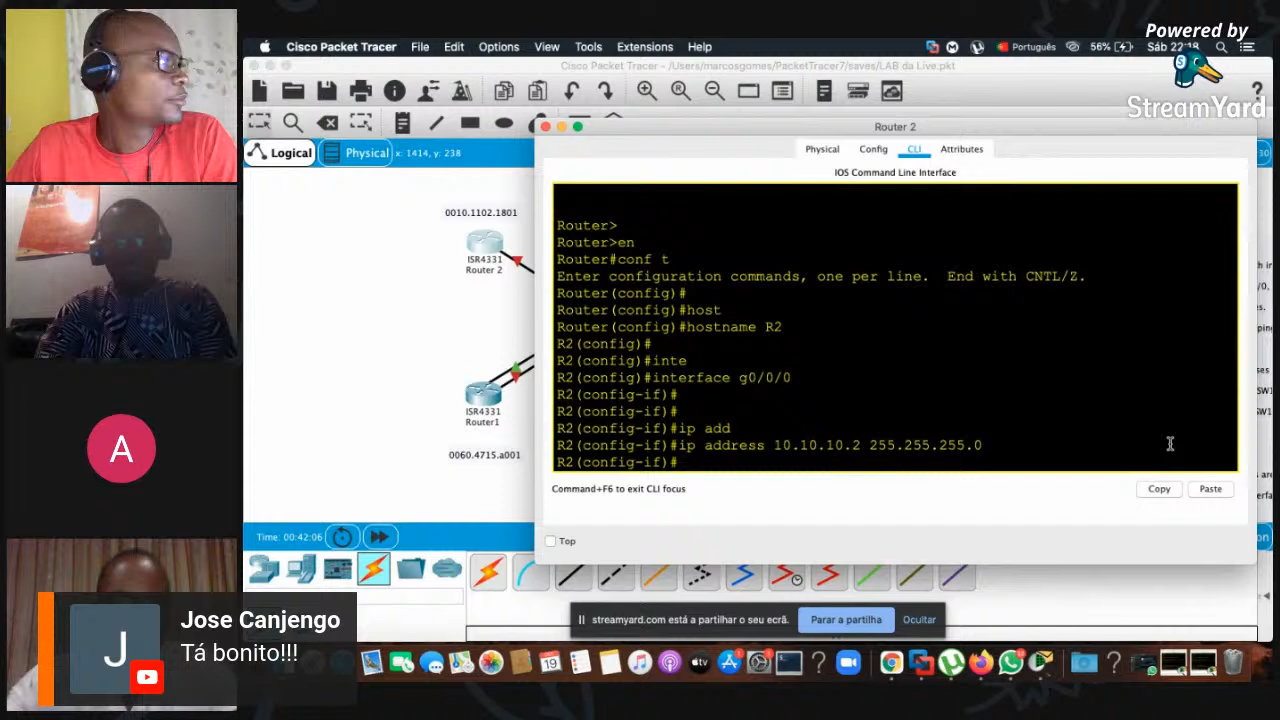 Powered by
StreamYard
Cisco Packet Tracer File Edit Options View Tools Extensions Help
Português 56% Sáb 22:18
Cisco Packet Tracer - /Users/marcosgomes/PacketTracer7/saves/LAB da Live.pkt
Router 2
Logical Physical x: 1414, y: 238
Physical Config CLI Attributes
IOS Command Line Interface
0010.1102.1801
ISR4331
Router 2
ISR4331
Router1
0060.4715.a001
Router>
Router>en
Router#conf t
Enter configuration commands, one per line. End with CNTL/Z.
Router(config)#
Router(config)#host
Router(config)#hostname R2
R2(config)#
R2(config)#inte
R2(config)#interface g0/0/0
R2(config-if)#
R2(config-if)#
R2(config-if)#ip add
R2(config-if)#ip address 10.10.10.2 255.255.255.0
R2(config-if)#
Command+F6 to exit CLI focus
Copy Paste
Top
Time: 00:42:06
A
streamyard.com está a partilhar o seu ecrã. Parar a partilha Ocultar
J
Jose Canjengo
Tá bonito!!!
19
tv